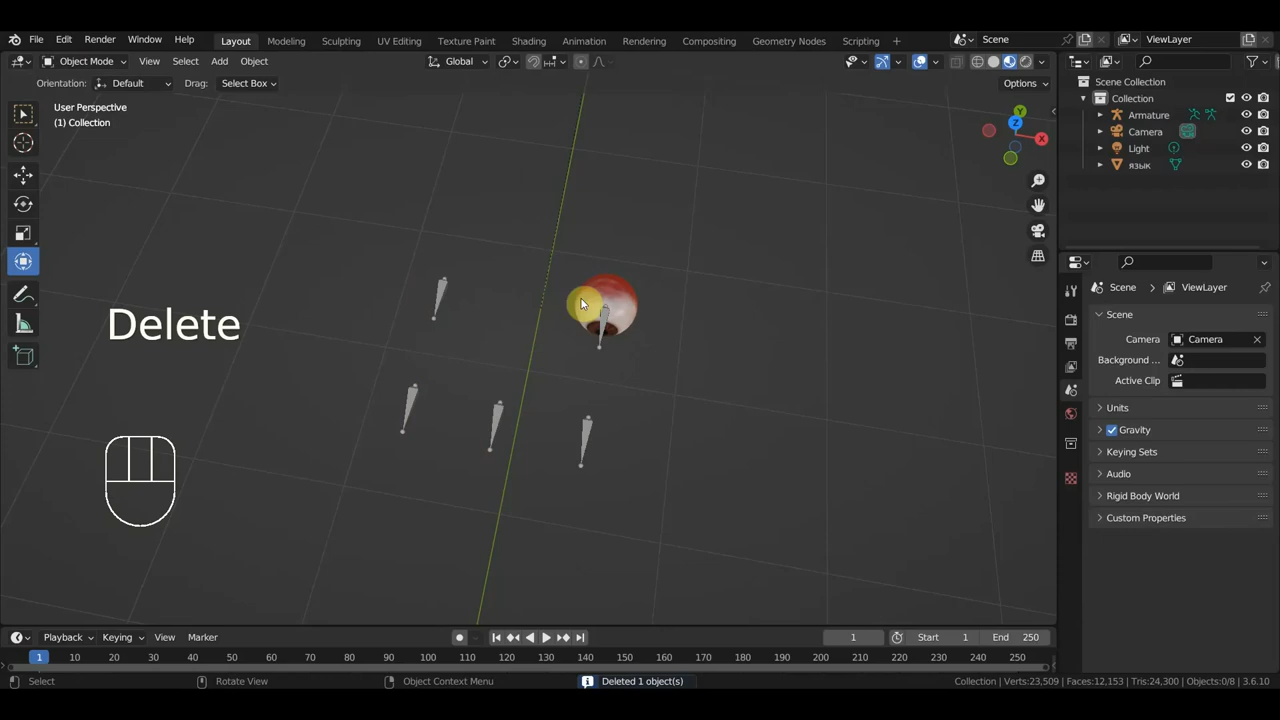 File Edit Render Window Help Layout Modeling Sculpting UV Editing Texture Paint Shading Animation Rendering Compositing Geometry Nodes Scripting + Scene ViewLayer
Object Mode View Select Add Object Global
Orientation: Default Drag: Select Box Options
User Perspective
(1) Collection
Y
Z
X
Scene Collection
Collection
Armature
Camera
Light
язык
Delete
Scene ViewLayer
Scene
Camera Camera
Background ...
Active Clip
Units
Gravity
Keying Sets
Audio
Rigid Body World
Custom Properties
Playback Keying View Marker 1 Start 1 End 250
1 10 20 30 40 50 60 70 80 90 100 110 120 130 140 150 160 170 180 190 200 210 220 230 240 250
Select Rotate View Object Context Menu Deleted 1 object(s) Collection | Verts:23,509 | Faces:12,153 | Tris:24,300 | Objects:0/8 | 3.6.10